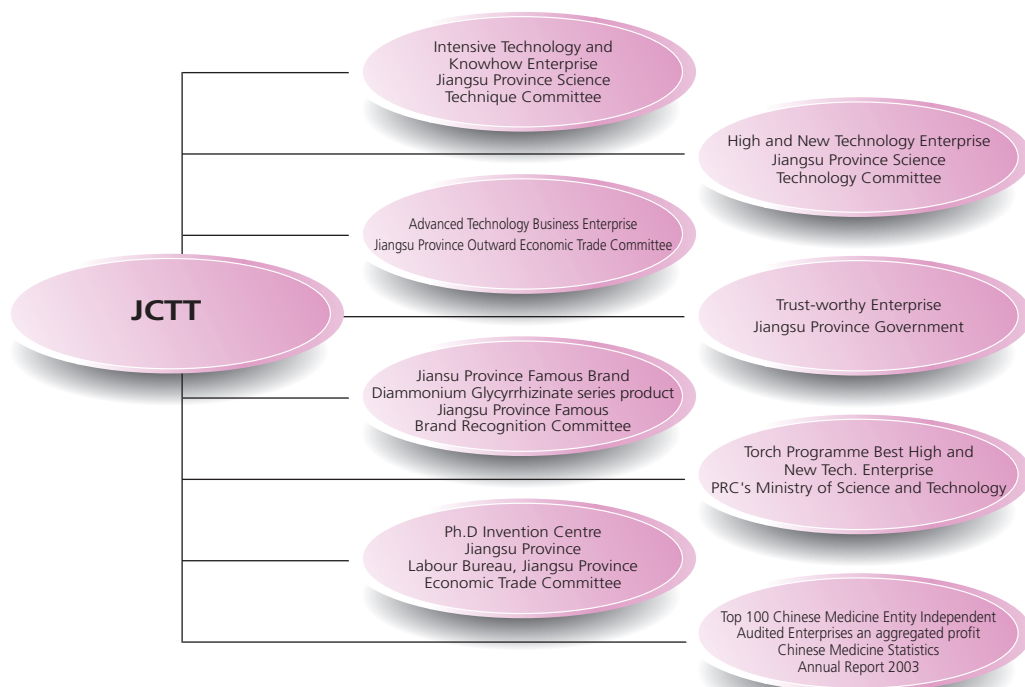 Intensive Technology and
Knowhow Enterprise
Jiangsu Province Science
Technique Committee
High and New Technology Enterprise
Jiangsu Province Science
Technology Committee
Advanced Technology Business Enterprise
Jiangsu Province Outward Economic Trade Committee
JCTT
Trust-worthy Enterprise
Jiangsu Province Government
Jiansu Province Famous Brand
Diammonium Glycyrrhizinate series product
Jiangsu Province Famous
Brand Recognition Committee
Torch Programme Best High and
New Tech. Enterprise
PRC's Ministry of Science and Technology
Ph.D Invention Centre
Jiangsu Province
Labour Bureau, Jiangsu Province
Economic Trade Committee
Top 100 Chinese Medicine Entity Independent
Audited Enterprises an aggregated profit
Chinese Medicine Statistics
Annual Report 2003